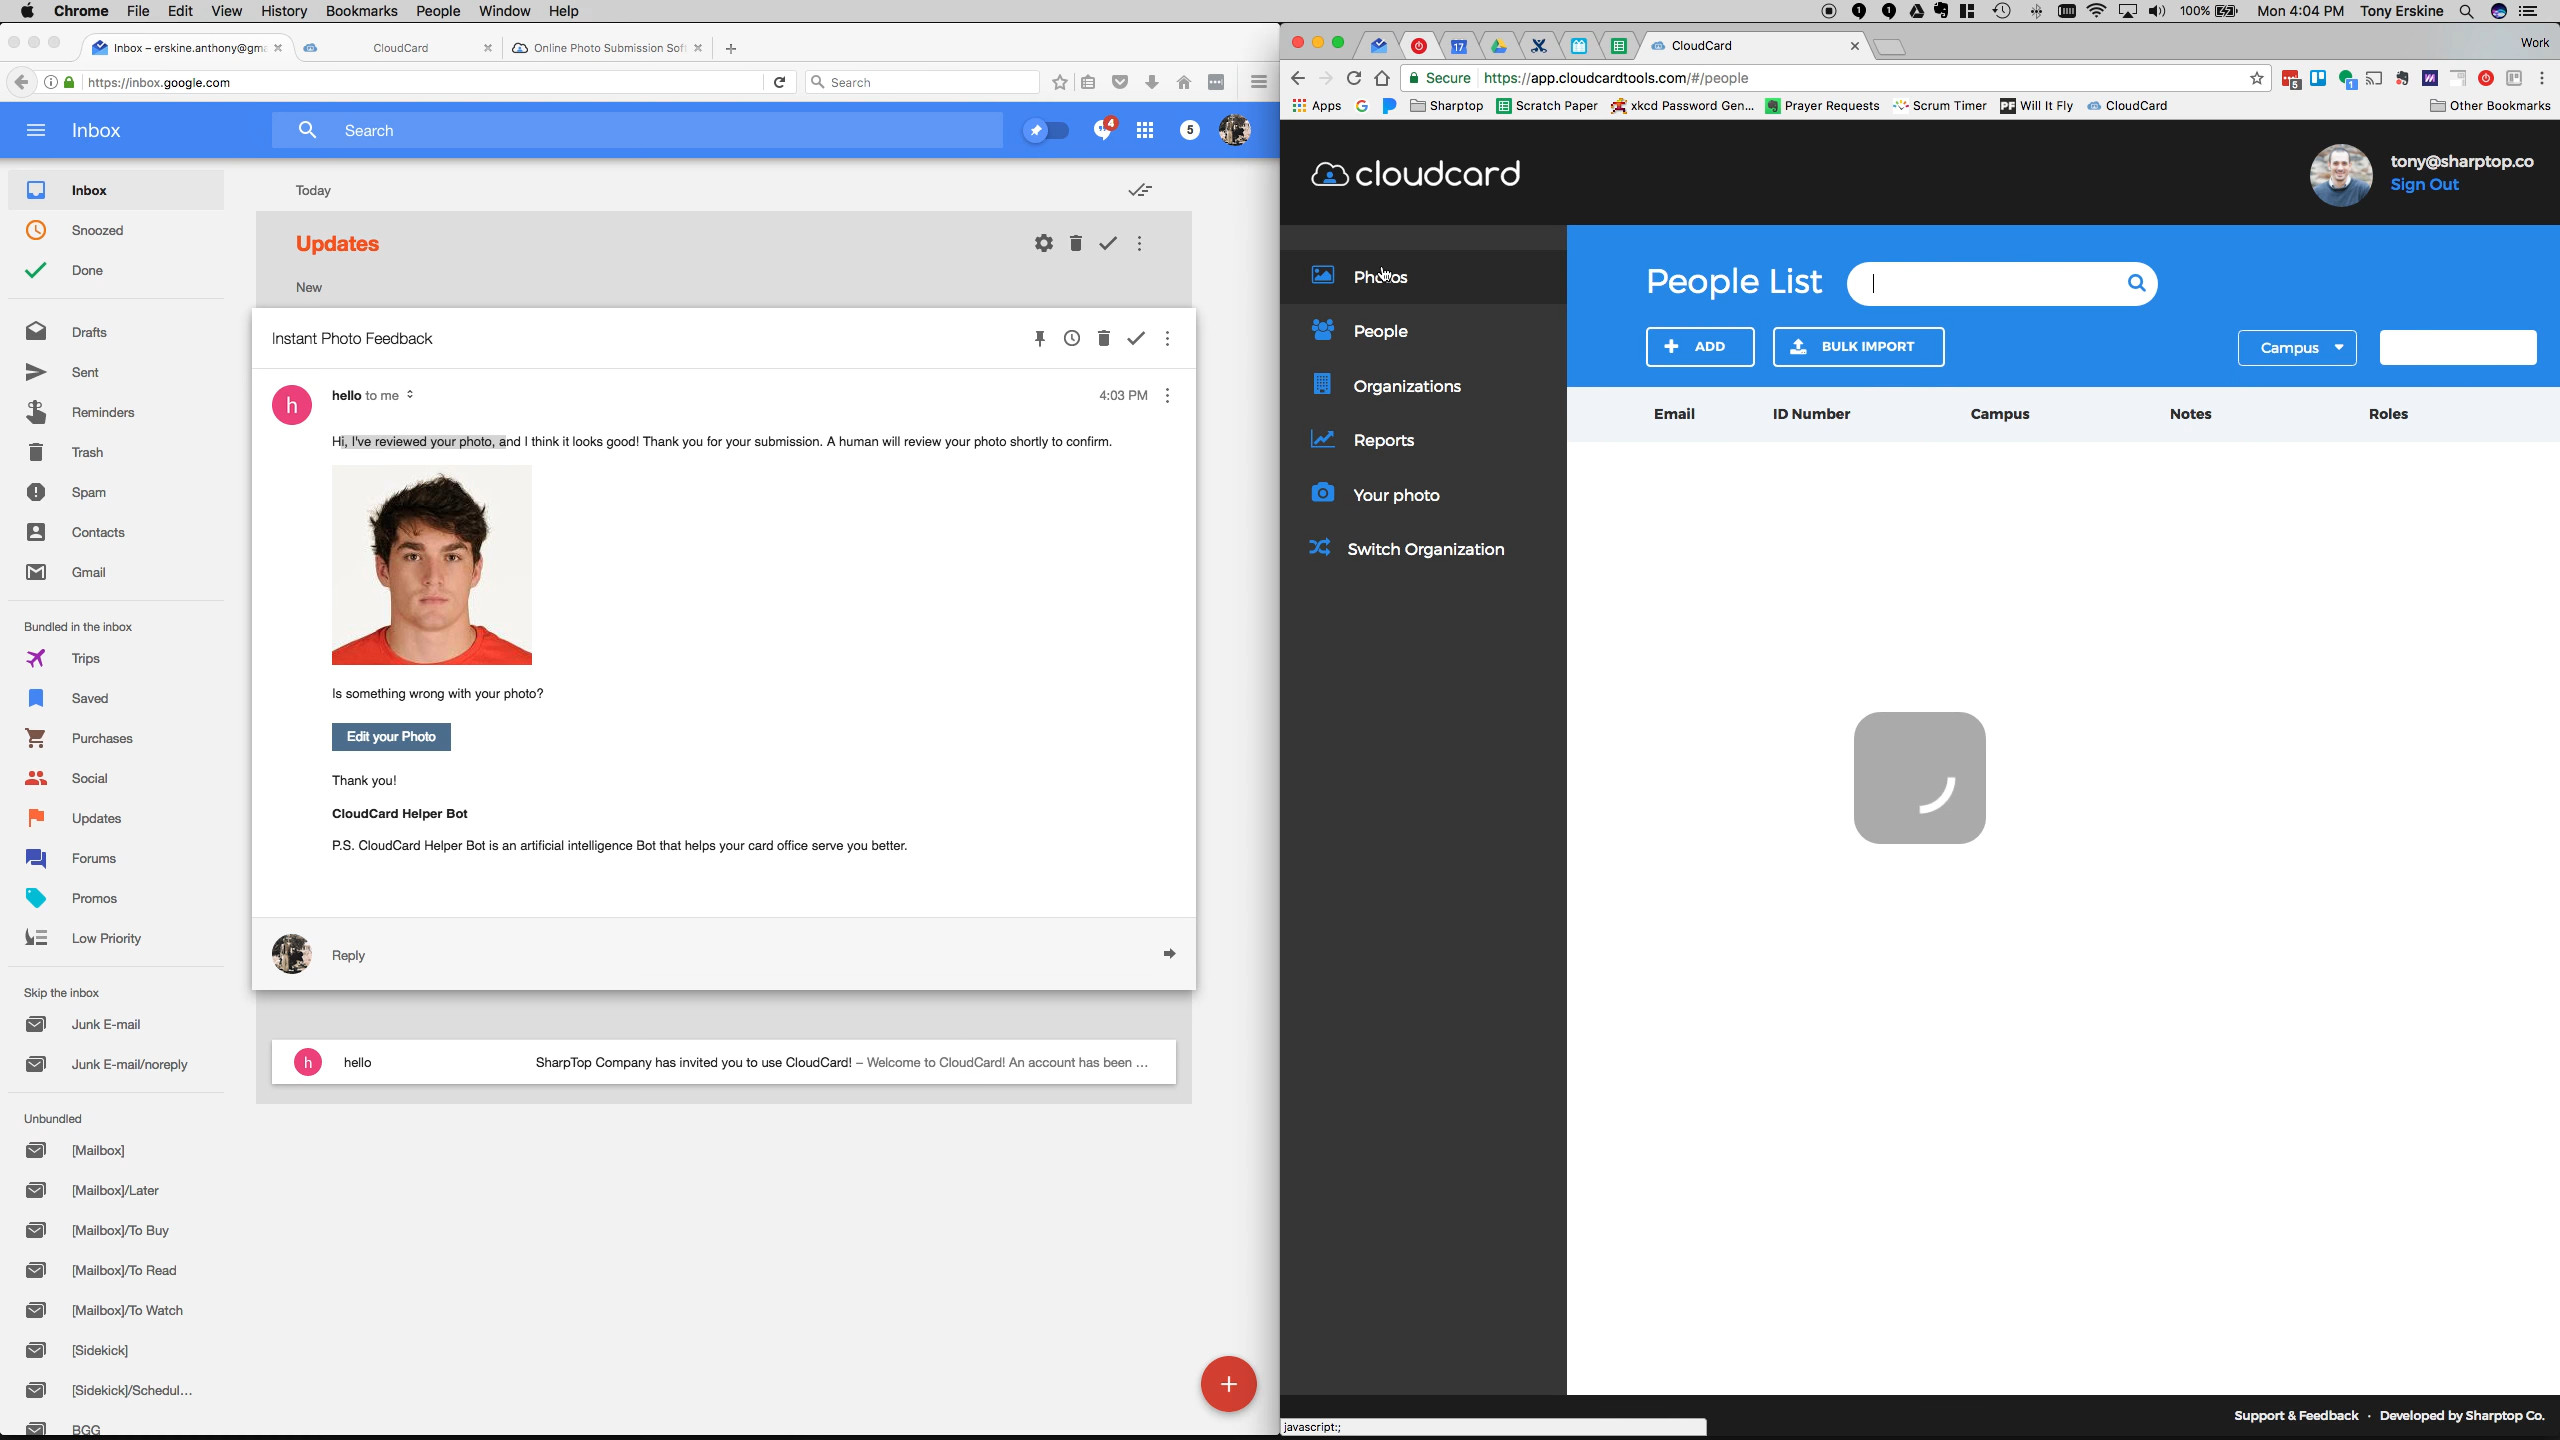 Chrome File Edit View History Bookmarks People Window Help
100% Mon 4:04 PM Tony Erskine
Inbox – erskine.anthony@gma
CloudCard
Online Photo Submission Sof
https://inbox.google.com
Search
Inbox
Search
4
5
Inbox
Snoozed
Done
Drafts
Sent
Reminders
Trash
Spam
Contacts
Gmail
Bundled in the inbox
Trips
Saved
Purchases
Social
Updates
Forums
Promos
Low Priority
Skip the inbox
Junk E-mail
Junk E-mail/noreply
Unbundled
[Mailbox]
[Mailbox]/Later
[Mailbox]/To Buy
[Mailbox]/To Read
[Mailbox]/To Watch
[Sidekick]
[Sidekick]/Schedul...
BGG
Today
Updates
New
Instant Photo Feedback
h
hello to me
4:03 PM
Hi, I've reviewed your photo, and I think it looks good! Thank you for your submission. A human will review your photo shortly to confirm.
Is something wrong with your photo?
Edit your Photo
Thank you!
CloudCard Helper Bot
P.S. CloudCard Helper Bot is an artificial intelligence Bot that helps your card office serve you better.
Reply
h
hello
SharpTop Company has invited you to use CloudCard! – Welcome to CloudCard! An account has been ...
17
CloudCard
Work
Secure https://app.cloudcardtools.com/#/people
Apps
Sharptop
Scratch Paper
xkcd Password Gen...
Prayer Requests
Scrum Timer
PF Will It Fly
CloudCard
Other Bookmarks
cloudcard
tony@sharptop.co
Sign Out
Photos
People
Organizations
Reports
Your photo
Switch Organization
People List
ADD
BULK IMPORT
Campus
Email
ID Number
Campus
Notes
Roles
javascript:;
Support & Feedback · Developed by Sharptop Co.